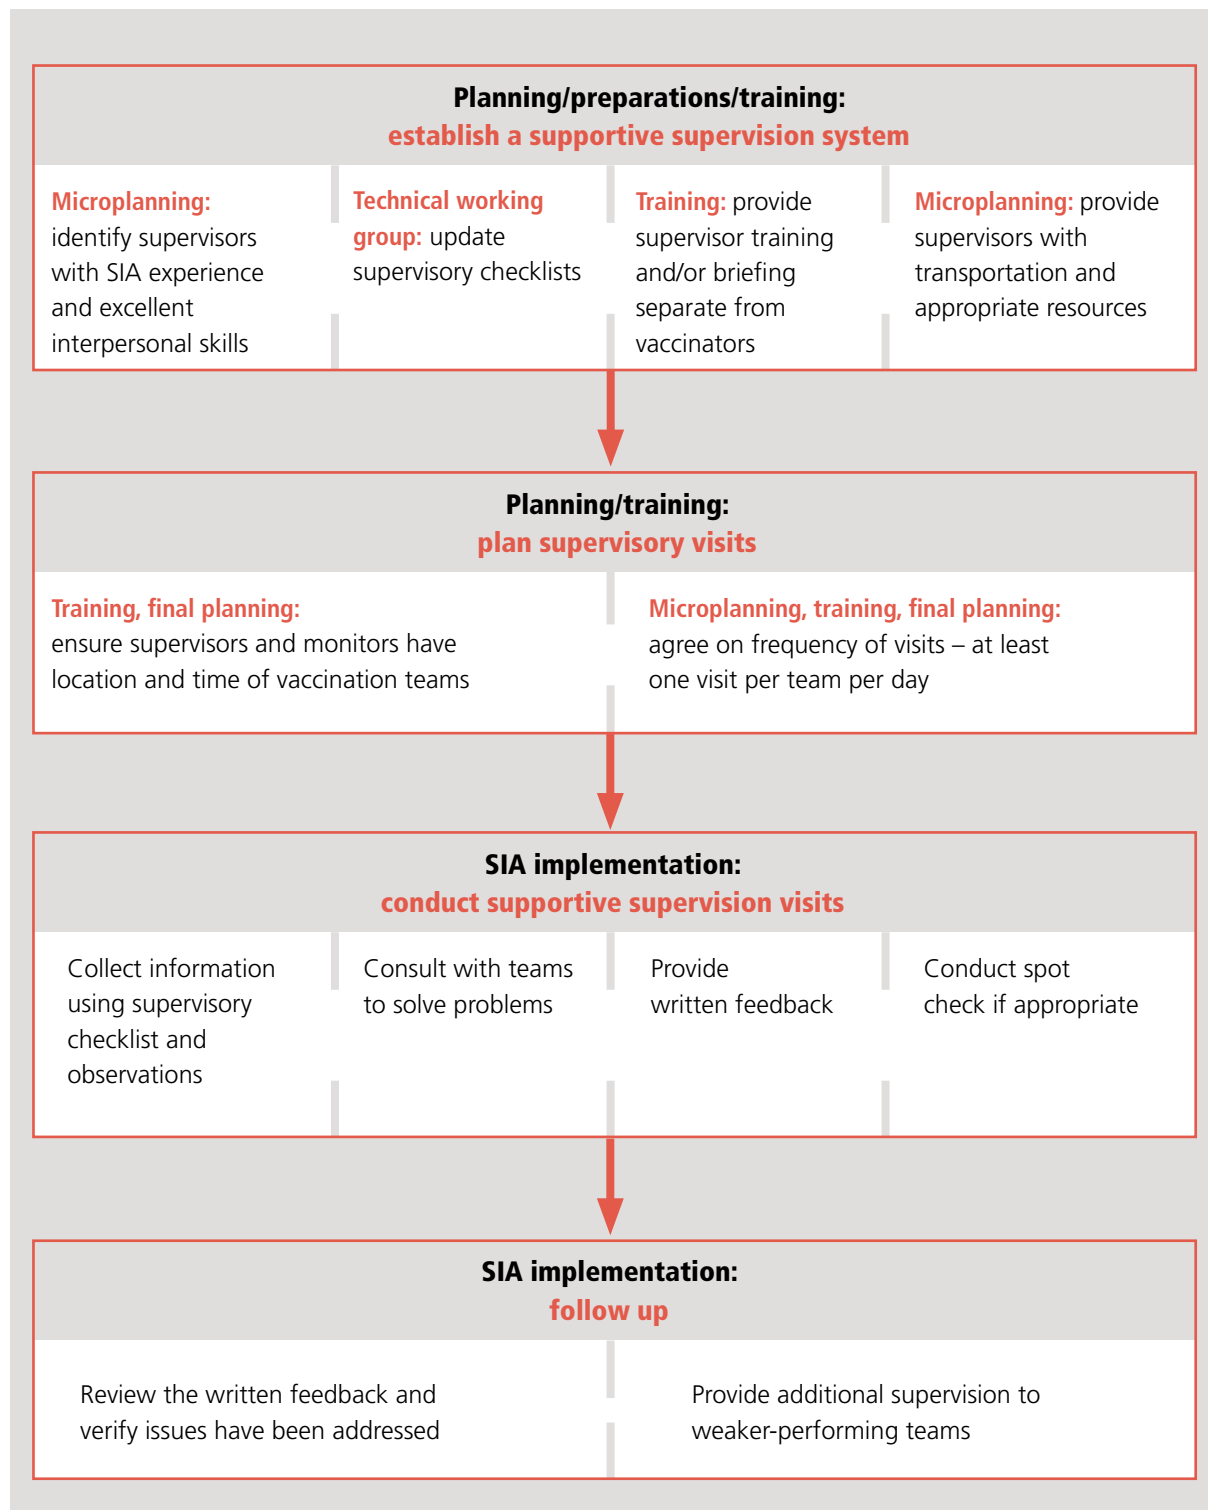 Planning/preparations/training:
establish a supportive supervision system
Microplanning:
identify supervisors
with SIA experience
and excellent
interpersonal skills
Technical working
group: update
supervisory checklists
Training: provide
supervisor training
and/or briefing
separate from
vaccinators
Microplanning: provide
supervisors with
transportation and
appropriate resources
Planning/training:
plan supervisory visits
Training, final planning:
ensure supervisors and monitors have
location and time of vaccination teams
Microplanning, training, final planning:
agree on frequency of visits – at least
one visit per team per day
SIA implementation:
conduct supportive supervision visits
Collect information
using supervisory
checklist and
observations
Consult with teams
to solve problems
Provide
written feedback
Conduct spot
check if appropriate
SIA implementation:
follow up
Review the written feedback and
verify issues have been addressed
Provide additional supervision to
weaker-performing teams